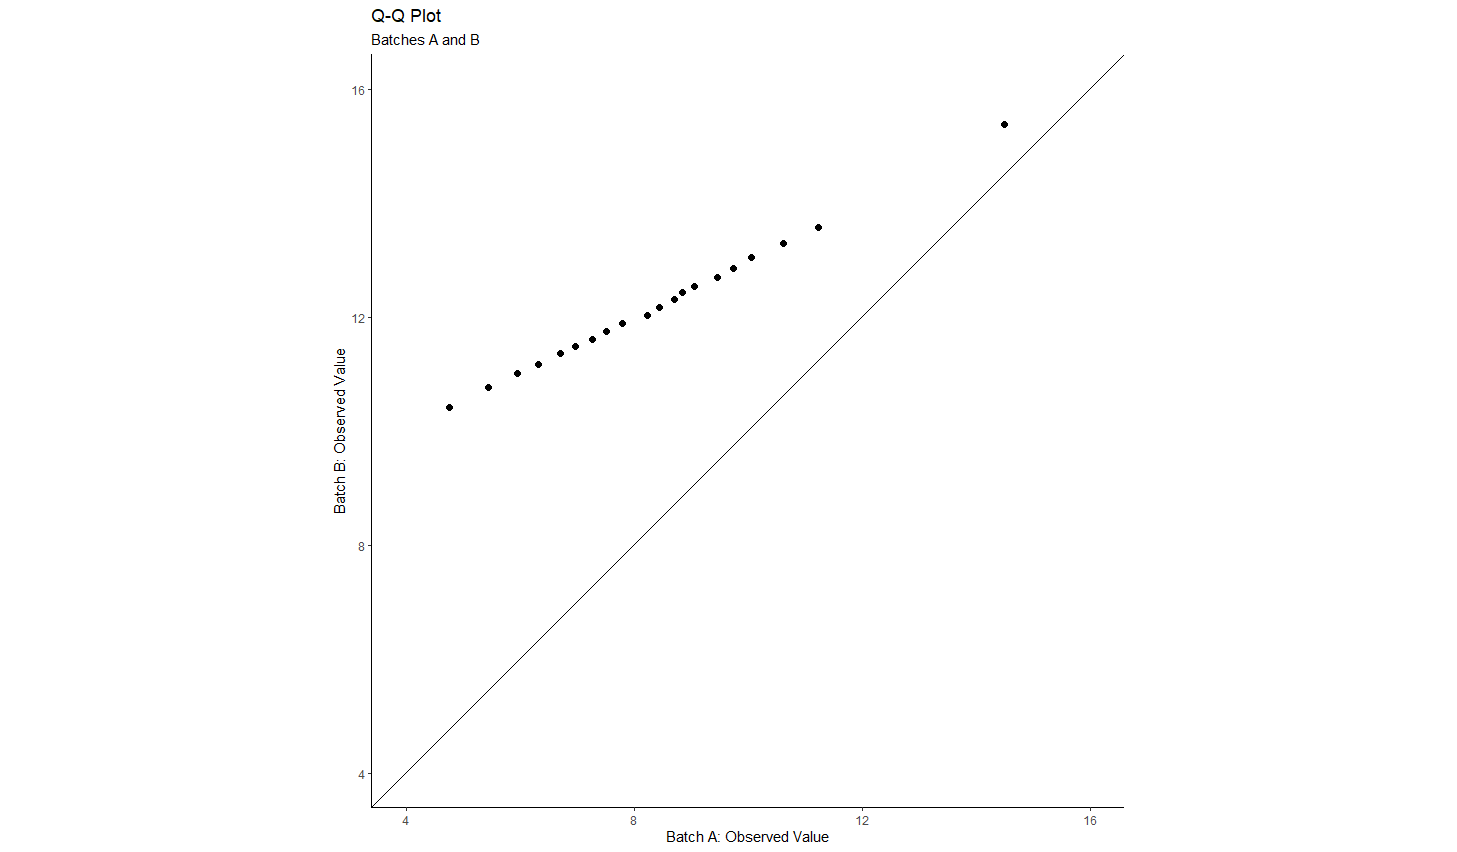 Q-Q Plot
Batches A and B
16
12
8
4
Batch B: Observed Value
4
8
12
16
Batch A: Observed Value